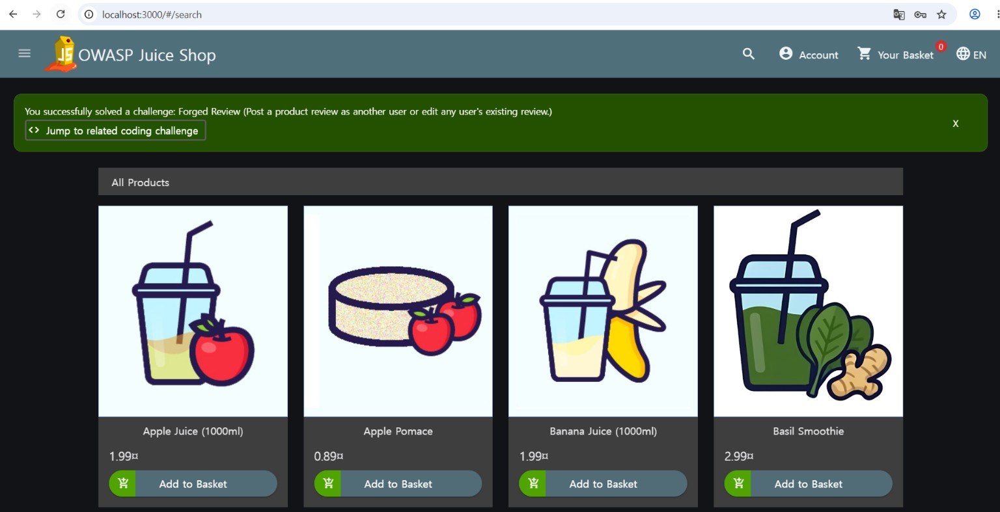 localhost:3000/#/search
JS OWASP Juice Shop
Account
Your Basket 0
EN
You successfully solved a challenge: Forged Review (Post a product review as another user or edit any user's existing review.)
X
<> Jump to related coding challenge
All Products
Apple Juice (1000ml)
1.99¤
Add to Basket
Apple Pomace
0.89¤
Add to Basket
Banana Juice (1000ml)
1.99¤
Add to Basket
Basil Smoothie
2.99¤
Add to Basket